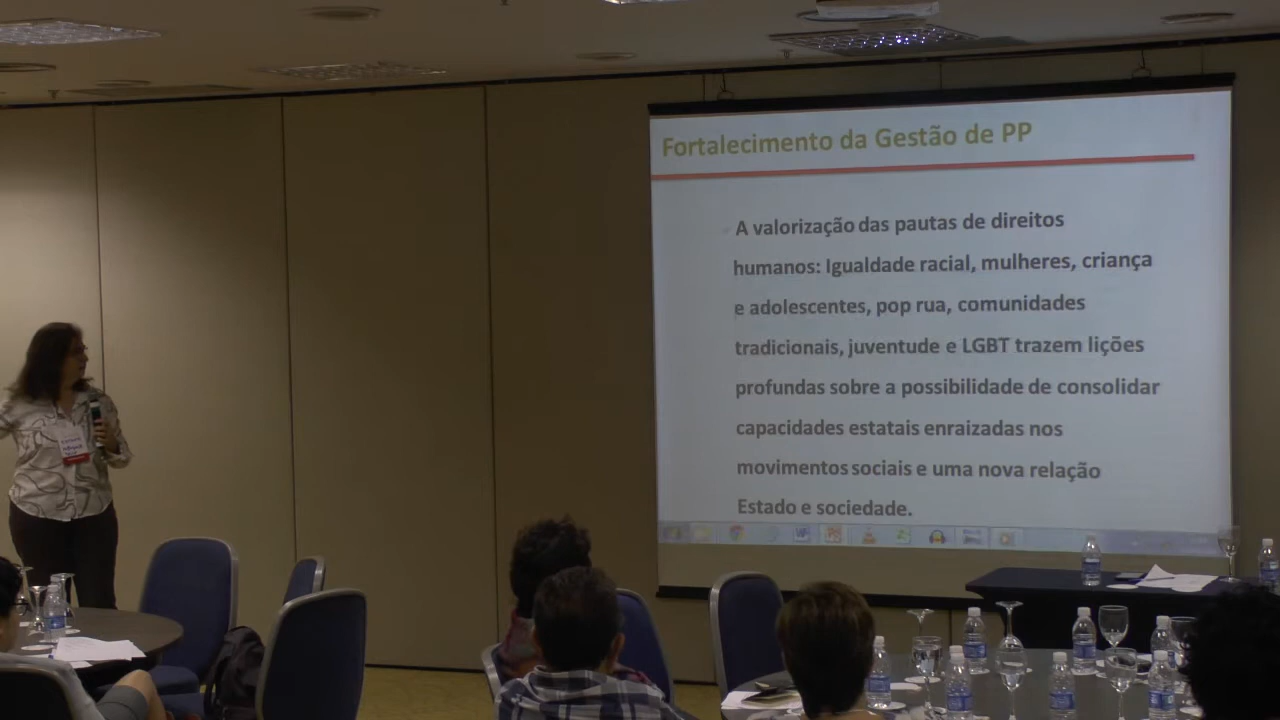 Fortalecimento da Gestão de PP
A valorização das pautas de direitos
humanos: Igualdade racial, mulheres, criança
e adolescentes, pop rua, comunidades
tradicionais, juventude e LGBT trazem lições
profundas sobre a possibilidade de consolidar
capacidades estatais enraizadas nos
movimentos sociais e uma nova relação
Estado e sociedade.